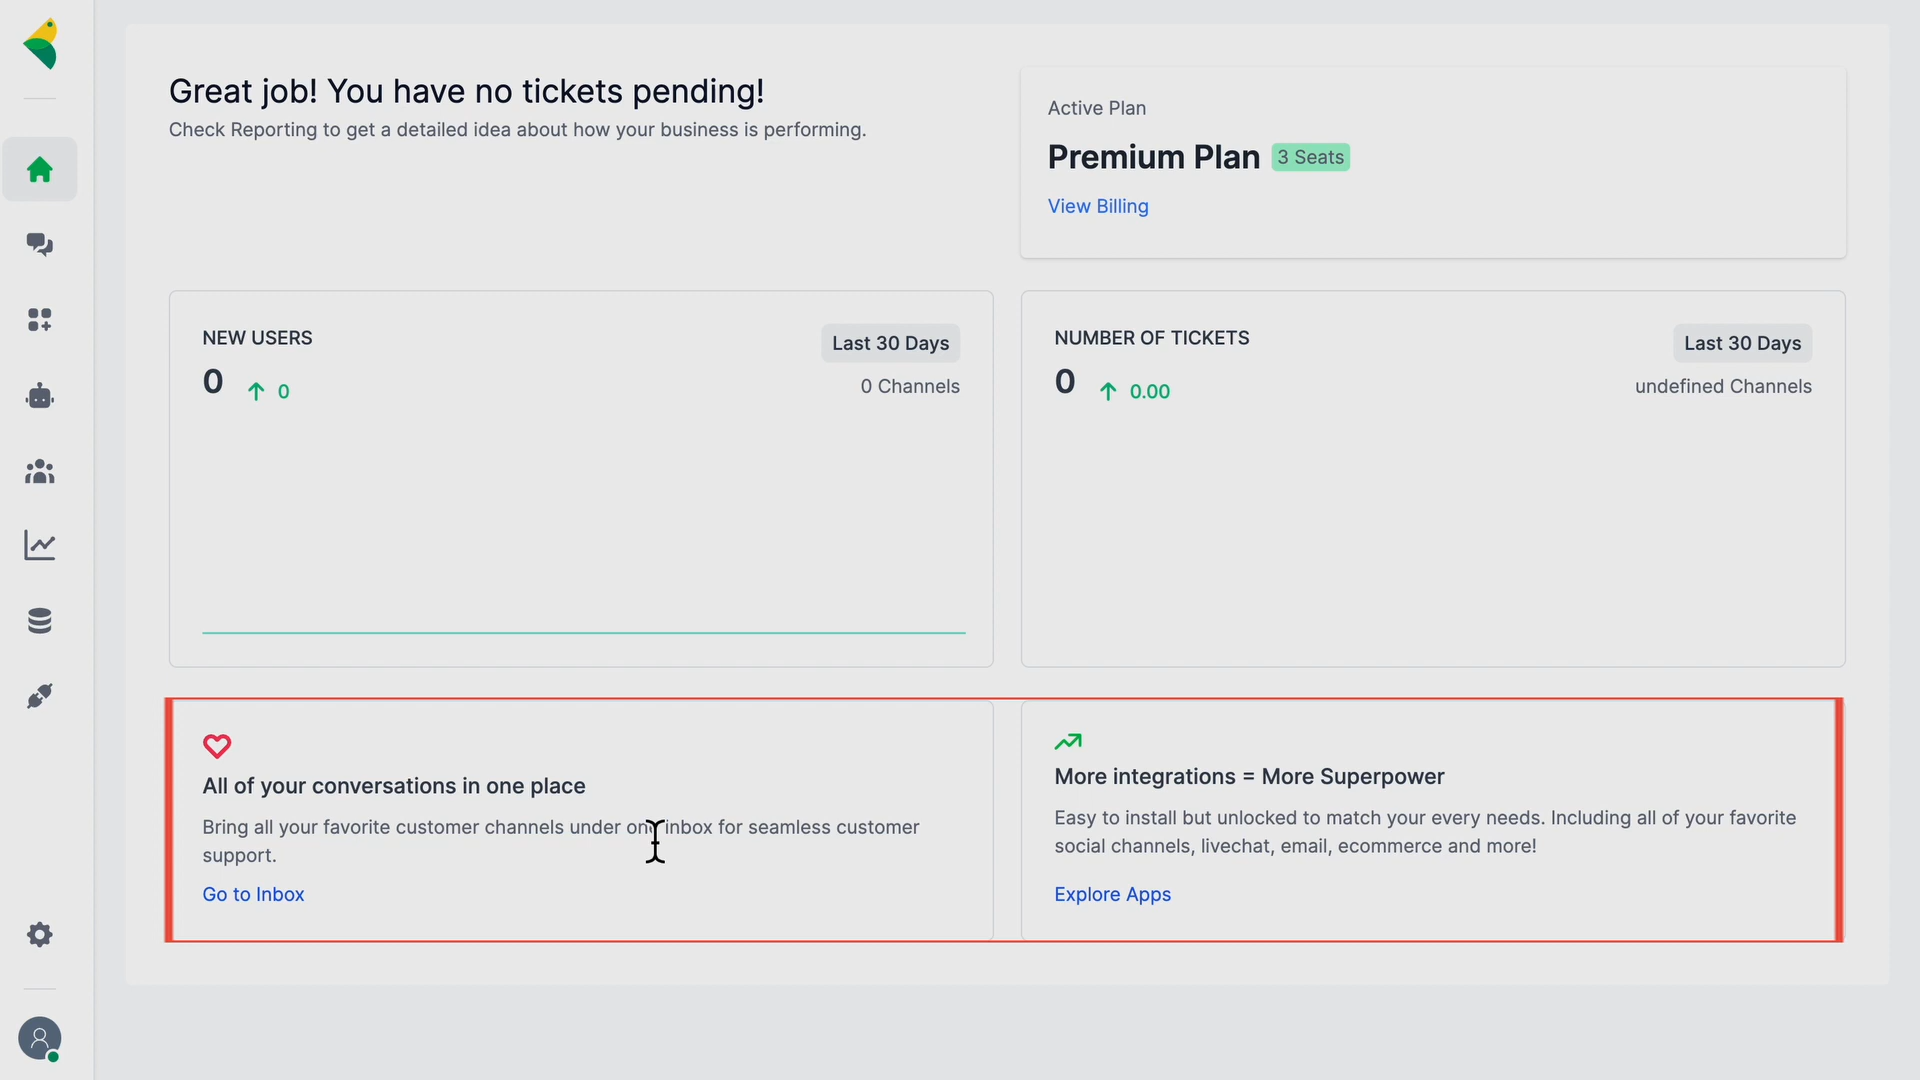 Great job! You have no tickets pending!
Check Reporting to get a detailed idea about how your business is performing.
Active Plan
Premium Plan 3 Seats
View Billing
NEW USERS
Last 30 Days
0 0
0 Channels
NUMBER OF TICKETS
Last 30 Days
0 0.00
undefined Channels
All of your conversations in one place
Bring all your favorite customer channels under one inbox for seamless customer
support.
Go to Inbox
More integrations = More Superpower
Easy to install but unlocked to match your every needs. Including all of your favorite
social channels, livechat, email, ecommerce and more!
Explore Apps